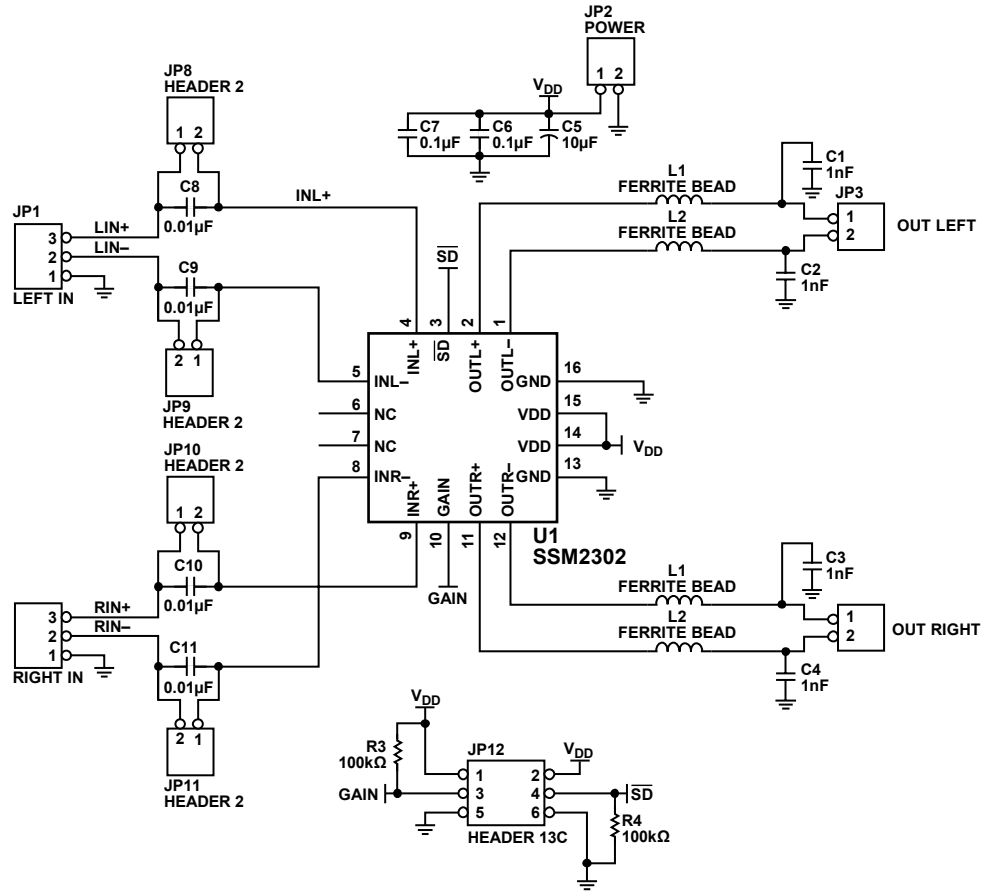 JP2
POWER
1 2
VDD
C7
0.1µF
C6
0.1µF
C5
10µF
JP8
HEADER 2
1 2
C8
0.01µF
INL+
JP1
3
2
1
LIN+
LIN–
LEFT IN
C9
0.01µF
2 1
JP9
HEADER 2
L1
FERRITE BEAD
L2
FERRITE BEAD
C1
1nF
JP3
1
2
OUT LEFT
C2
1nF
SD
4
3
2
1
INL+
SD
OUTL+
OUTL–
5
INL–
6
NC
7
NC
8
INR–
GND
16
VDD
15
VDD
14
GND
13
VDD
INR+
GAIN
OUTR+
OUTR–
9
10
11
12
U1
SSM2302
GAIN
JP10
HEADER 2
1 2
C10
0.01µF
3
2
1
RIN+
RIN–
RIGHT IN
C11
0.01µF
2 1
JP11
HEADER 2
L1
FERRITE BEAD
L2
FERRITE BEAD
C3
1nF
1
2
OUT RIGHT
C4
1nF
VDD
R3
100kΩ
GAIN
JP12
1 2
3 4
5 6
HEADER 13C
VDD
SD
R4
100kΩ